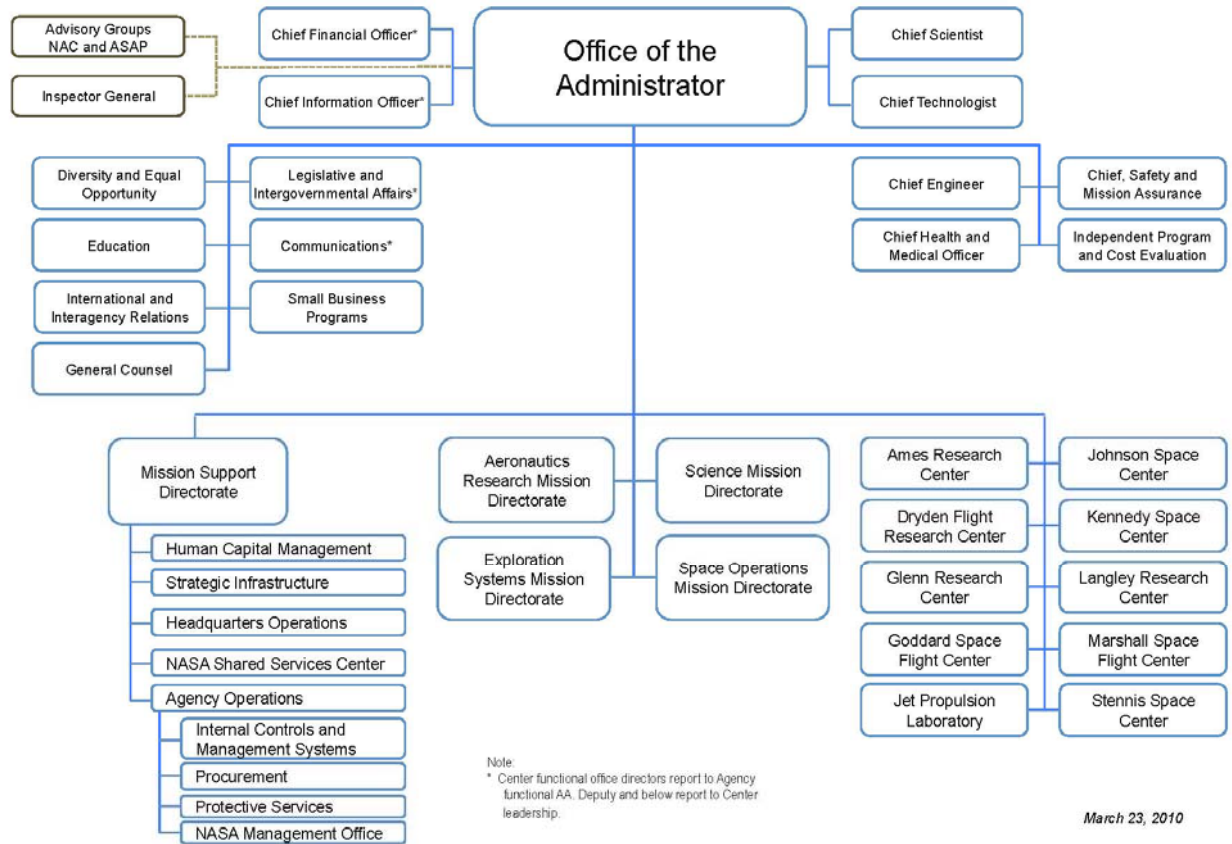 Advisory Groups
NAC and ASAP
Inspector General
Chief Financial Officer*
Chief Information Officer*
Office of the
Administrator
Chief Scientist
Chief Technologist
Diversity and Equal
Opportunity
Legislative and
Intergovernmental Affairs*
Education
Communications*
International and
Interagency Relations
Small Business
Programs
General Counsel
Chief Engineer
Chief, Safety and
Mission Assurance
Chief Health and
Medical Officer
Independent Program
and Cost Evaluation
Mission Support
Directorate
Human Capital Management
Strategic Infrastructure
Headquarters Operations
NASA Shared Services Center
Agency Operations
Internal Controls and
Management Systems
Procurement
Protective Services
NASA Management Office
Aeronautics
Research Mission
Directorate
Science Mission
Directorate
Exploration
Systems Mission
Directorate
Space Operations
Mission Directorate
Ames Research
Center
Johnson Space
Center
Dryden Flight
Research Center
Kennedy Space
Center
Glenn Research
Center
Langley Research
Center
Goddard Space
Flight Center
Marshall Space
Flight Center
Jet Propulsion
Laboratory
Stennis Space
Center
Note:
* Center functional office directors report to Agency
functional AA. Deputy and below report to Center
leadership.
March 23, 2010